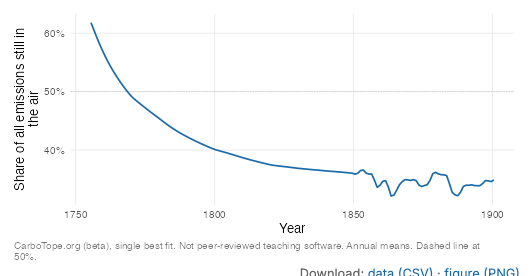 Share of all emissions still in
the air
60%
50%
40%
1750
1800
1850
1900
Year
CarboTope.org (beta), single best fit. Not peer-reviewed teaching software. Annual means. Dashed line at
50%.
Download: data (CSV) · figure (PNG)